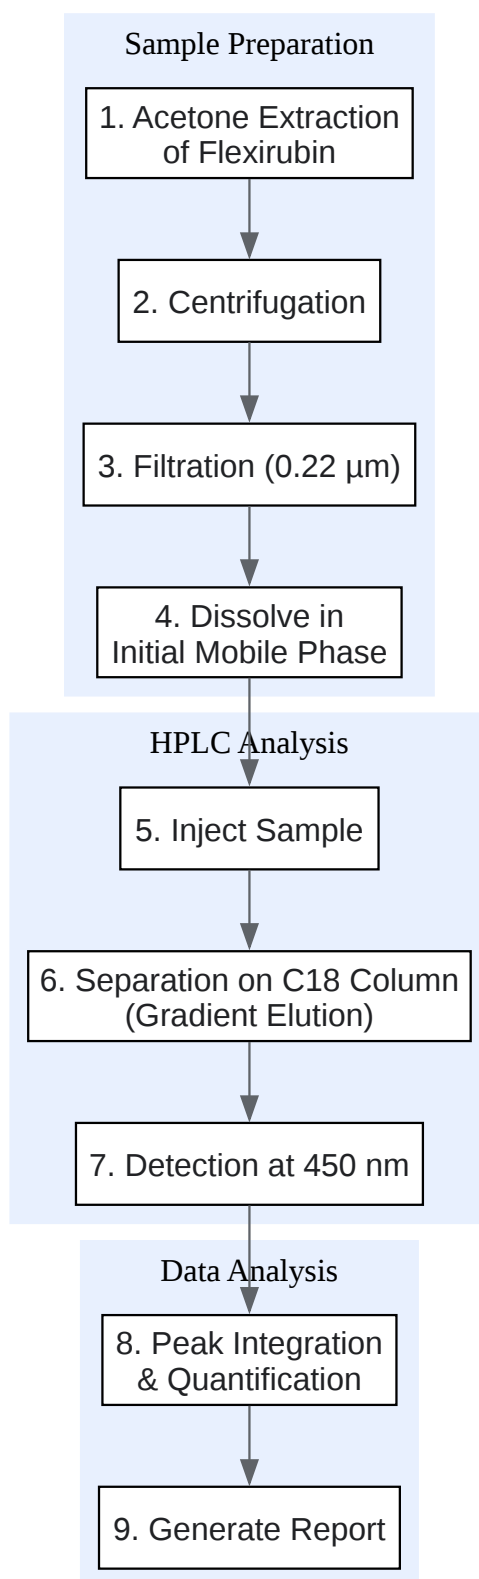 Sample Preparation
1. Acetone Extraction
of Flexirubin
2. Centrifugation
3. Filtration (0.22 µm)
4. Dissolve in
Initial Mobile Phase
HPLC Analysis
5. Inject Sample
6. Separation on C18 Column
(Gradient Elution)
7. Detection at 450 nm
Data Analysis
8. Peak Integration
& Quantification
9. Generate Report